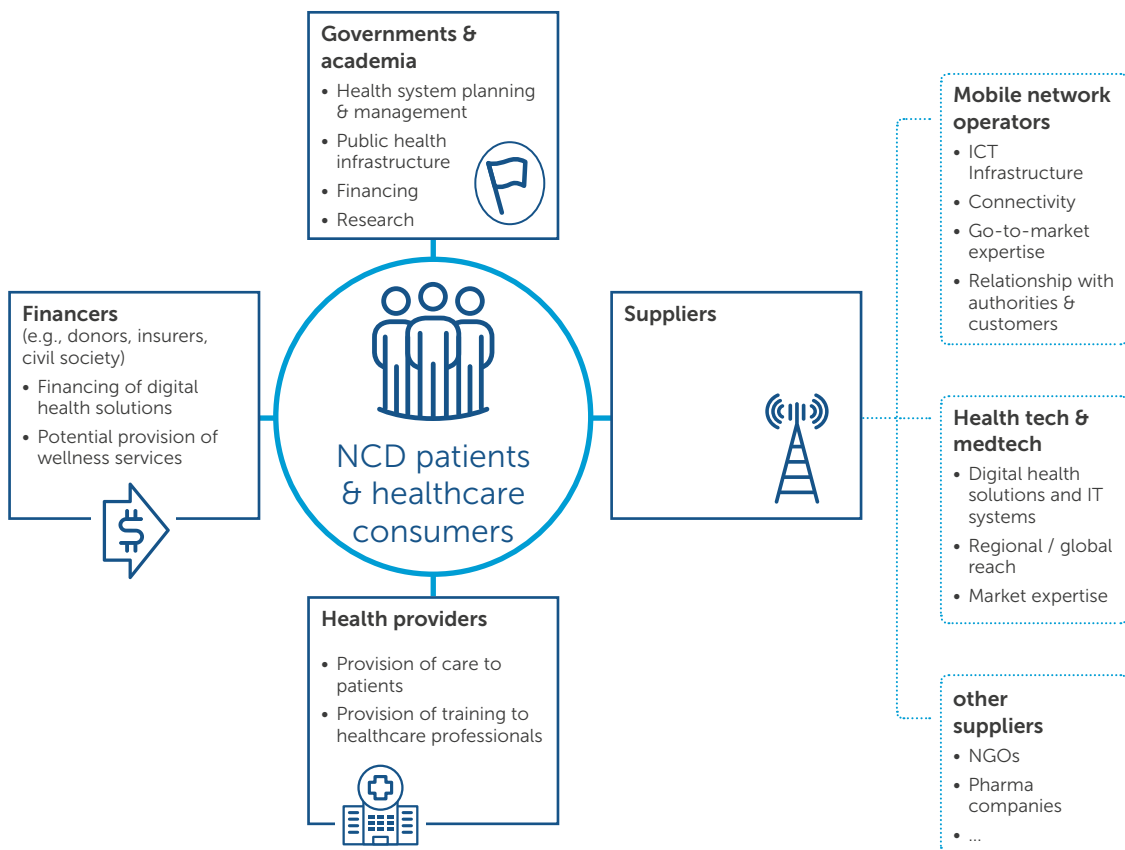 Governments &
academia
• Health system planning
& management
• Public health
infrastructure
• Financing
• Research
Financers
(e.g., donors, insurers,
civil society)
• Financing of digital
health solutions
• Potential provision of
wellness services
$
NCD patients
& healthcare
consumers
Suppliers
Health providers
• Provision of care to
patients
• Provision of training to
healthcare professionals
Mobile network
operators
• ICT
Infrastructure
• Connectivity
• Go-to-market
expertise
• Relationship with
authorities &
customers
Health tech &
medtech
• Digital health
solutions and IT
systems
• Regional / global
reach
• Market expertise
other
suppliers
• NGOs
• Pharma
companies
• ...